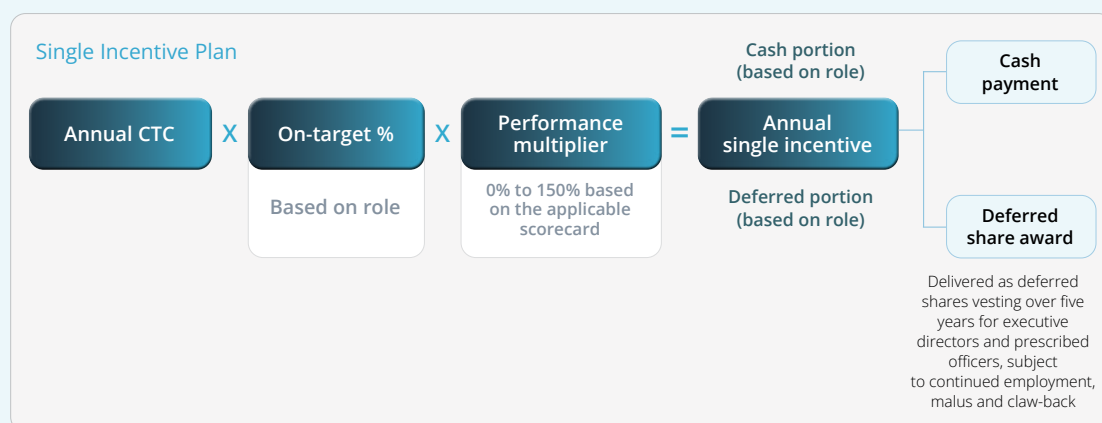 Single Incentive Plan
Annual CTC
X
On-target %
Based on role
X
Performance
multiplier
0% to 150% based
on the applicable
scorecard
=
Cash portion
(based on role)
Annual
single incentive
Deferred portion
(based on role)
Cash
payment
Deferred
share award
Delivered as deferred
shares vesting over five
years for executive
directors and prescribed
officers, subject
to continued employment,
malus and claw-back